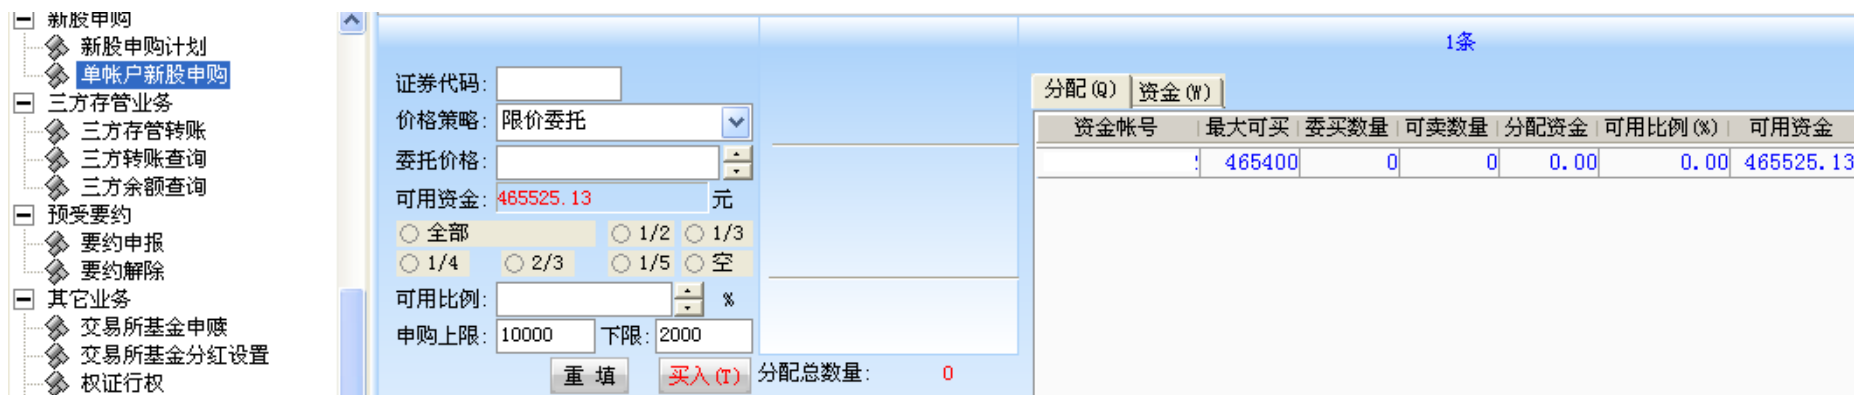 新股申购
新股申购计划
单帐户新股申购
三方存管业务
三方存管转账
三方转账查询
三方余额查询
预受要约
要约申报
要约解除
其它业务
交易所基金申赎
交易所基金分红设置
权证行权
证券代码:
价格策略: 限价委托
委托价格:
可用资金: 465525.13 元
全部 1/2 1/3
1/4 2/3 1/5 空
可用比例: %
申购上限: 10000 下限: 2000
重 填 买入(T) 分配总数量: 0
1条
分配(Q) 资金(W)
资金帐号 最大可买 委买数量 可卖数量 分配资金 可用比例(%) 可用资金
465400 0 0 0.00 0.00 465525.13